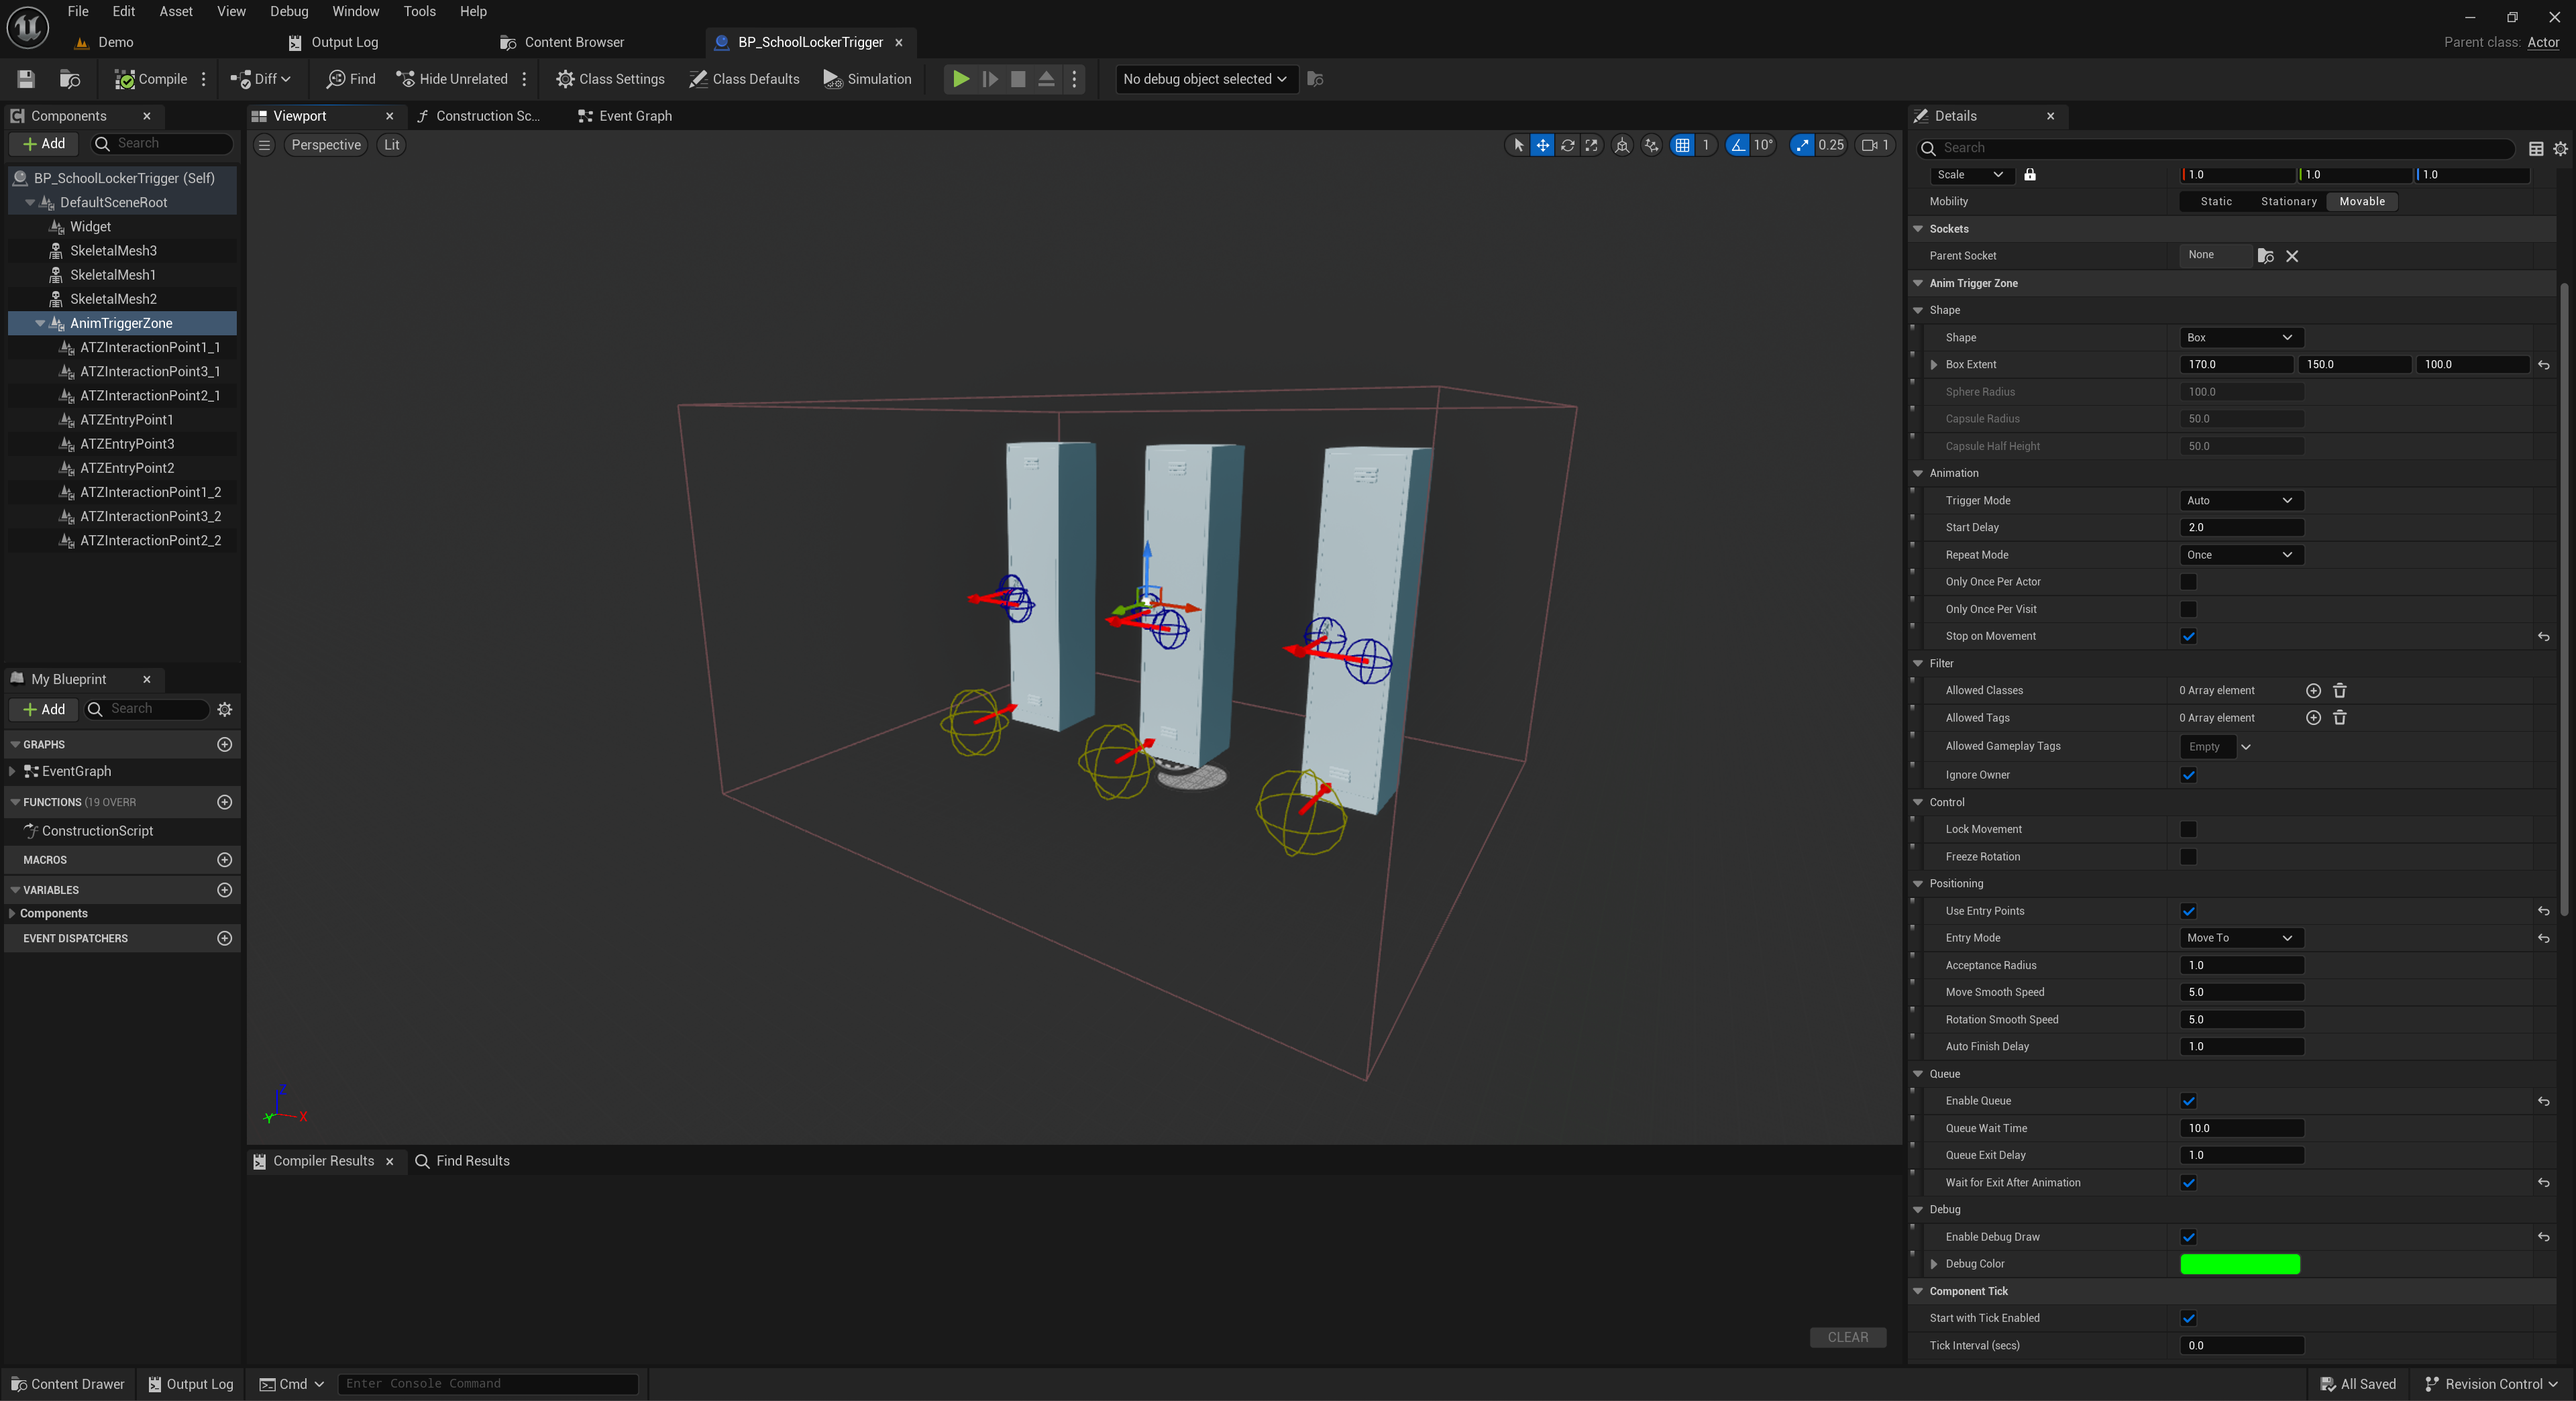 File Edit Asset View Debug Window Tools Help
Demo Output Log Content Browser BP_SchoolLockerTrigger
Parent class: Actor
Compile Diff Find Hide Unrelated Class Settings Class Defaults Simulation No debug object selected
Components
Add Search
BP_SchoolLockerTrigger (Self)
DefaultSceneRoot
Widget
SkeletalMesh3
SkeletalMesh1
SkeletalMesh2
AnimTriggerZone
ATZInteractionPoint1_1
ATZInteractionPoint3_1
ATZInteractionPoint2_1
ATZEntryPoint1
ATZEntryPoint3
ATZEntryPoint2
ATZInteractionPoint1_2
ATZInteractionPoint3_2
ATZInteractionPoint2_2
My Blueprint
Add Search
GRAPHS
EventGraph
FUNCTIONS (19 OVERR
ConstructionScript
MACROS
VARIABLES
Components
EVENT DISPATCHERS
Viewport Construction Sc... Event Graph
Perspective Lit 1 10° 0.25 1
Z
Y X
Compiler Results Find Results
CLEAR
Details
Search
Scale 1.0 1.0 1.0
Mobility Static Stationary Movable
Sockets
Parent Socket None
Anim Trigger Zone
Shape
Shape Box
Box Extent 170.0 150.0 100.0
Sphere Radius 100.0
Capsule Radius 50.0
Capsule Half Height 50.0
Animation
Trigger Mode Auto
Start Delay 2.0
Repeat Mode Once
Only Once Per Actor
Only Once Per Visit
Stop on Movement
Filter
Allowed Classes 0 Array element
Allowed Tags 0 Array element
Allowed Gameplay Tags Empty
Ignore Owner
Control
Lock Movement
Freeze Rotation
Positioning
Use Entry Points
Entry Mode Move To
Acceptance Radius 1.0
Move Smooth Speed 5.0
Rotation Smooth Speed 5.0
Auto Finish Delay 1.0
Queue
Enable Queue
Queue Wait Time 10.0
Queue Exit Delay 1.0
Wait for Exit After Animation
Debug
Enable Debug Draw
Debug Color
Component Tick
Start with Tick Enabled
Tick Interval (secs) 0.0
Content Drawer Output Log Cmd Enter Console Command All Saved Revision Control